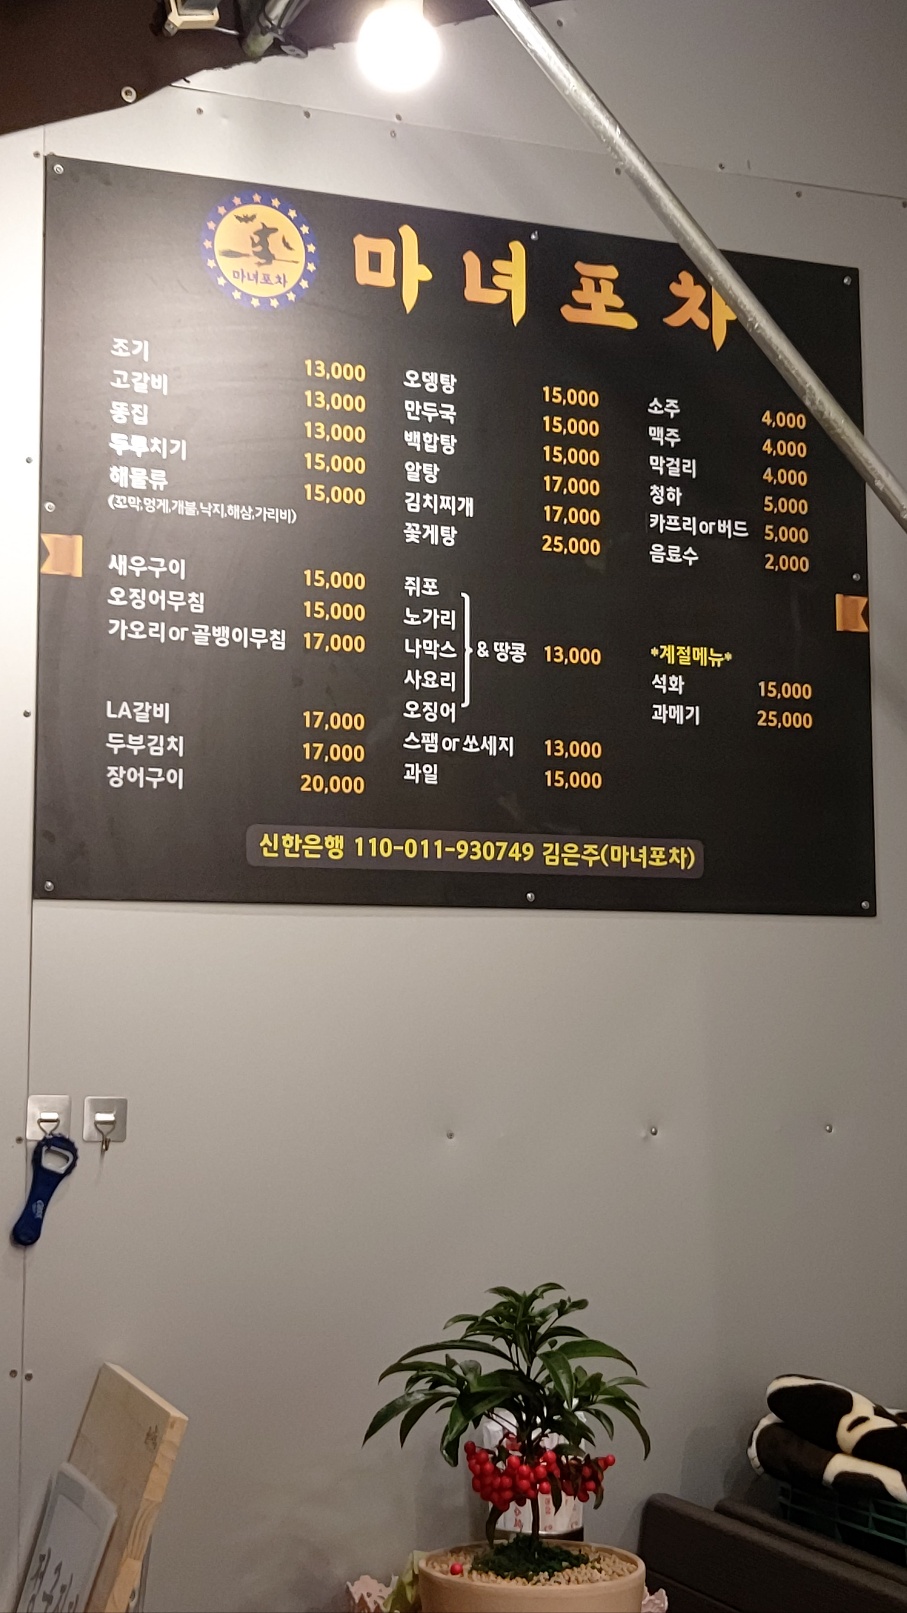 마녀포차
마녀포차
조기 13,000
고갈비 13,000
똥집 13,000
두루치기 15,000
해물류 15,000
(꼬막,멍게,개불,낙지,해삼,가리비)
새우구이 15,000
오징어무침 15,000
가오리or골뱅이무침 17,000
LA갈비 17,000
두부김치 17,000
장어구이 20,000
오뎅탕 15,000
만두국 15,000
백합탕 15,000
알탕 17,000
김치찌개 17,000
꽃게탕 25,000
쥐포
노가리
나막스 & 땅콩 13,000
사요리
오징어
스팸or쏘세지 13,000
과일 15,000
소주 4,000
맥주 4,000
막걸리 4,000
청하 5,000
카프리or버드 5,000
음료수 2,000
*계절메뉴*
석화 15,000
과메기 25,000
신한은행 110-011-930749 김은주(마녀포차)